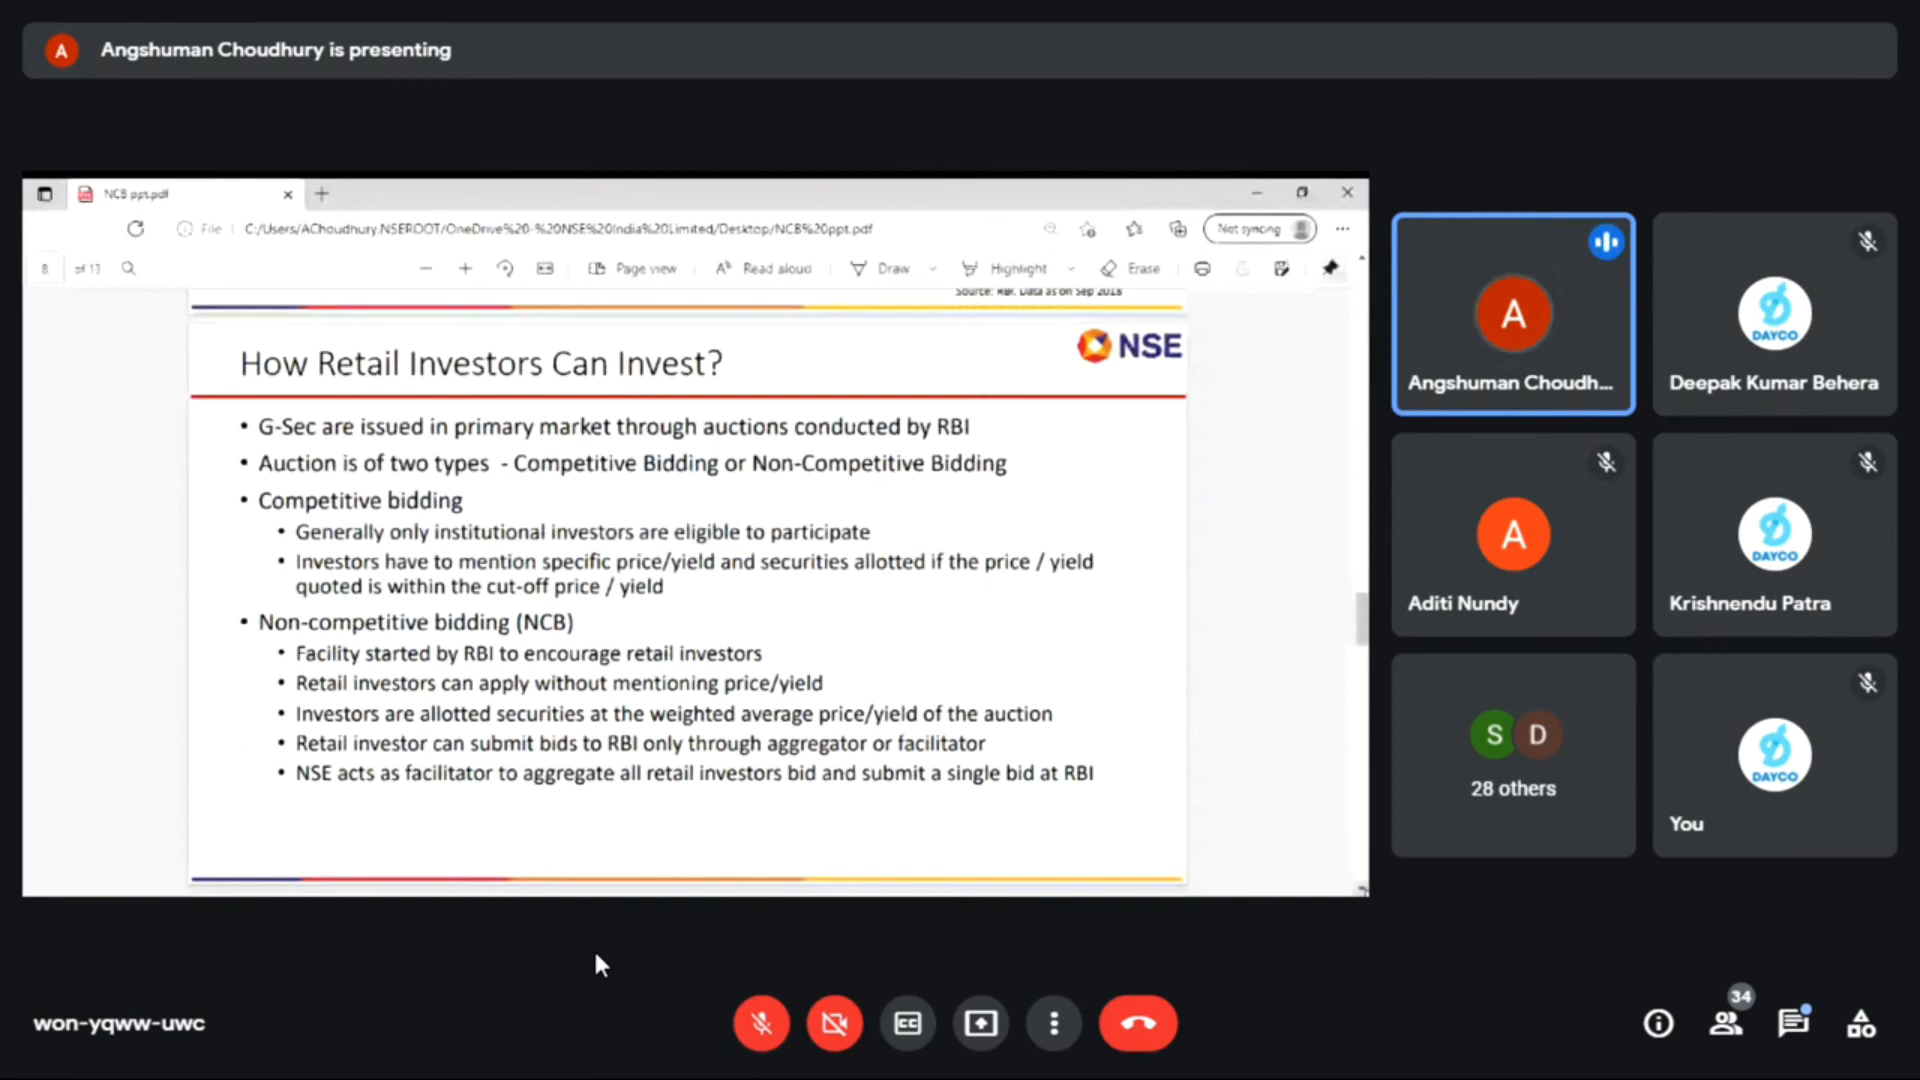 A Angshuman Choudhury is presenting
NCB ppt.pdf
File C:/Users/AChoudhury.NSEROOT/OneDrive%20-%20NSE%20India%20Limited/Desktop/NCB%20ppt.pdf Not syncing
8 of 13 Page view Read aloud Draw Highlight Erase
Source: RBI. Data as on Sep 2018
How Retail Investors Can Invest?
NSE
• G-Sec are issued in primary market through auctions conducted by RBI
• Auction is of two types - Competitive Bidding or Non-Competitive Bidding
• Competitive bidding
• Generally only institutional investors are eligible to participate
• Investors have to mention specific price/yield and securities allotted if the price / yield
quoted is within the cut-off price / yield
• Non-competitive bidding (NCB)
• Facility started by RBI to encourage retail investors
• Retail investors can apply without mentioning price/yield
• Investors are allotted securities at the weighted average price/yield of the auction
• Retail investor can submit bids to RBI only through aggregator or facilitator
• NSE acts as facilitator to aggregate all retail investors bid and submit a single bid at RBI
A
Angshuman Choudh...
DAYCO
Deepak Kumar Behera
A
Aditi Nundy
DAYCO
Krishnendu Patra
S D
28 others
DAYCO
You
won-yqww-uwc
CC
34